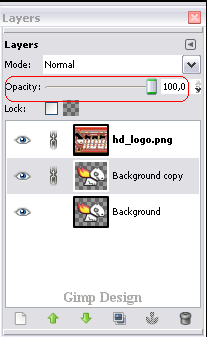 Layers
Layers
Mode: Normal
Opacity: 100,0
Lock:
hd_logo.png
Background copy
Background
Gimp Design